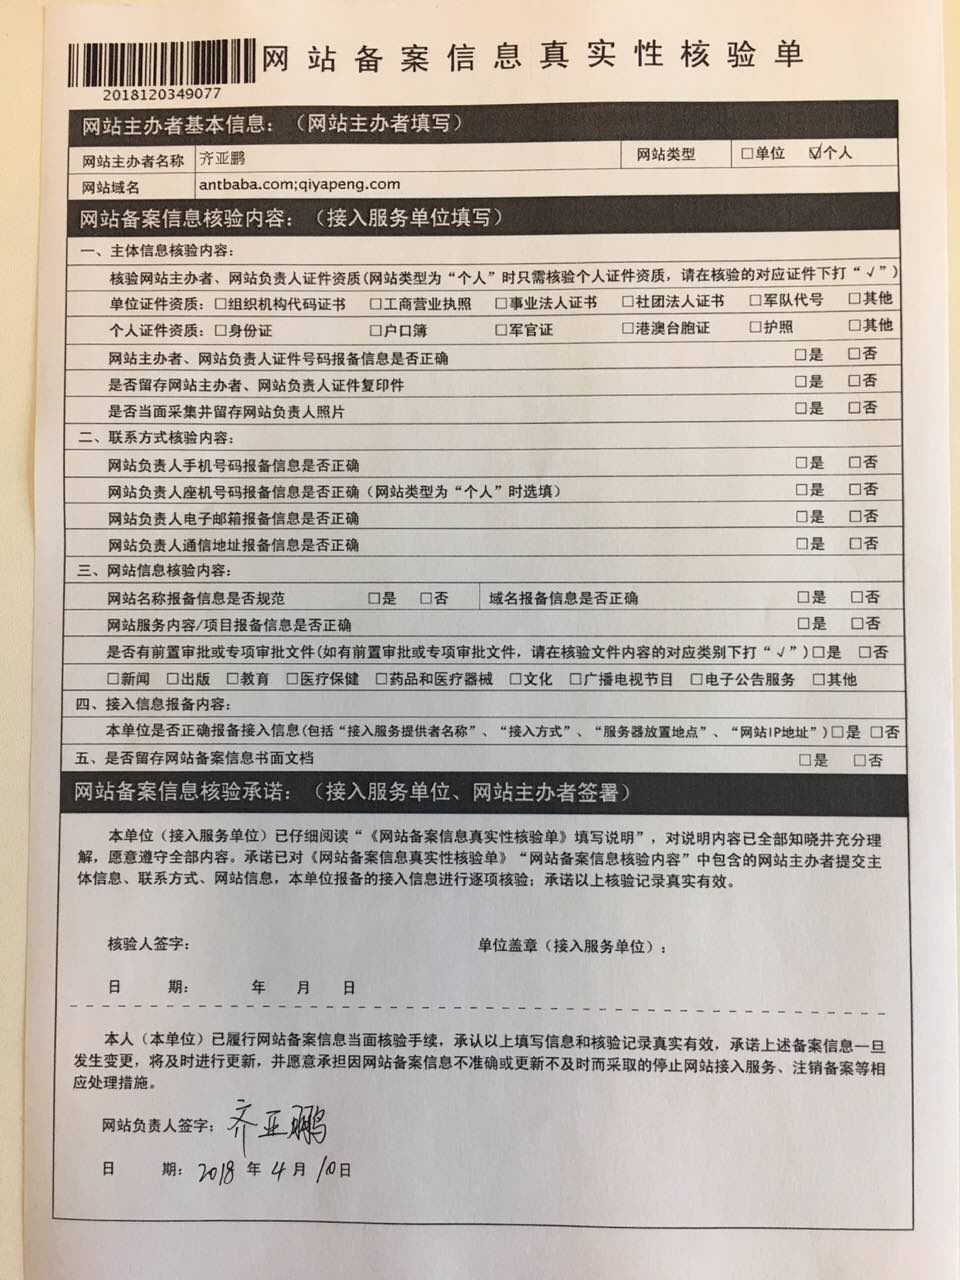 网站备案信息真实性核验单
2018120349077
网站主办者基本信息：（网站主办者填写）
网站主办者名称 齐亚鹏 网站类型 □单位 ☑个人
网站域名 antbaba.com;qiyapeng.com
网站备案信息核验内容：（接入服务单位填写）
一、主体信息核验内容：
核验网站主办者、网站负责人证件资质(网站类型为“个人”时只需核验个人证件资质，请在核验的对应证件下打“√”)
单位证件资质：□组织机构代码证书 □工商营业执照 □事业法人证书 □社团法人证书 □军队代号 □其他
个人证件资质：□身份证 □户口簿 □军官证 □港澳台胞证 □护照 □其他
网站主办者、网站负责人证件号码报备信息是否正确 □是 □否
是否留存网站主办者、网站负责人证件复印件 □是 □否
是否当面采集并留存网站负责人照片 □是 □否
二、联系方式核验内容：
网站负责人手机号码报备信息是否正确 □是 □否
网站负责人座机号码报备信息是否正确（网站类型为“个人”时选填） □是 □否
网站负责人电子邮箱报备信息是否正确 □是 □否
网站负责人通信地址报备信息是否正确 □是 □否
三、网站信息核验内容：
网站名称报备信息是否规范 □是 □否 域名报备信息是否正确 □是 □否
网站服务内容/项目报备信息是否正确 □是 □否
是否有前置审批或专项审批文件(如有前置审批或专项审批文件，请在核验文件内容的对应类别下打“√”)□是 □否
□新闻 □出版 □教育 □医疗保健 □药品和医疗器械 □文化 □广播电视节目 □电子公告服务 □其他
四、接入信息报备内容：
本单位是否正确报备接入信息(包括“接入服务提供者名称”、“接入方式”、“服务器放置地点”、“网站IP地址”)□是 □否
五、是否留存网站备案信息书面文档 □是 □否
网站备案信息核验承诺：（接入服务单位、网站主办者签署）
本单位（接入服务单位）已仔细阅读“《网站备案信息真实性核验单》填写说明”，对说明内容已全部知晓并充分理
解，愿意遵守全部内容。承诺已对《网站备案信息真实性核验单》“网站备案信息核验内容”中包含的网站主办者提交主
体信息、联系方式、网站信息，本单位报备的接入信息进行逐项核验；承诺以上核验记录真实有效。
核验人签字： 单位盖章（接入服务单位）：
日 期： 年 月 日
本人（本单位）已履行网站备案信息当面核验手续，承认以上填写信息和核验记录真实有效，承诺上述备案信息一旦
发生变更，将及时进行更新，并愿意承担因网站备案信息不准确或更新不及时而采取的停止网站接入服务、注销备案等相
应处理措施。
网站负责人签字：齐亚鹏
日 期：2018年4月10日